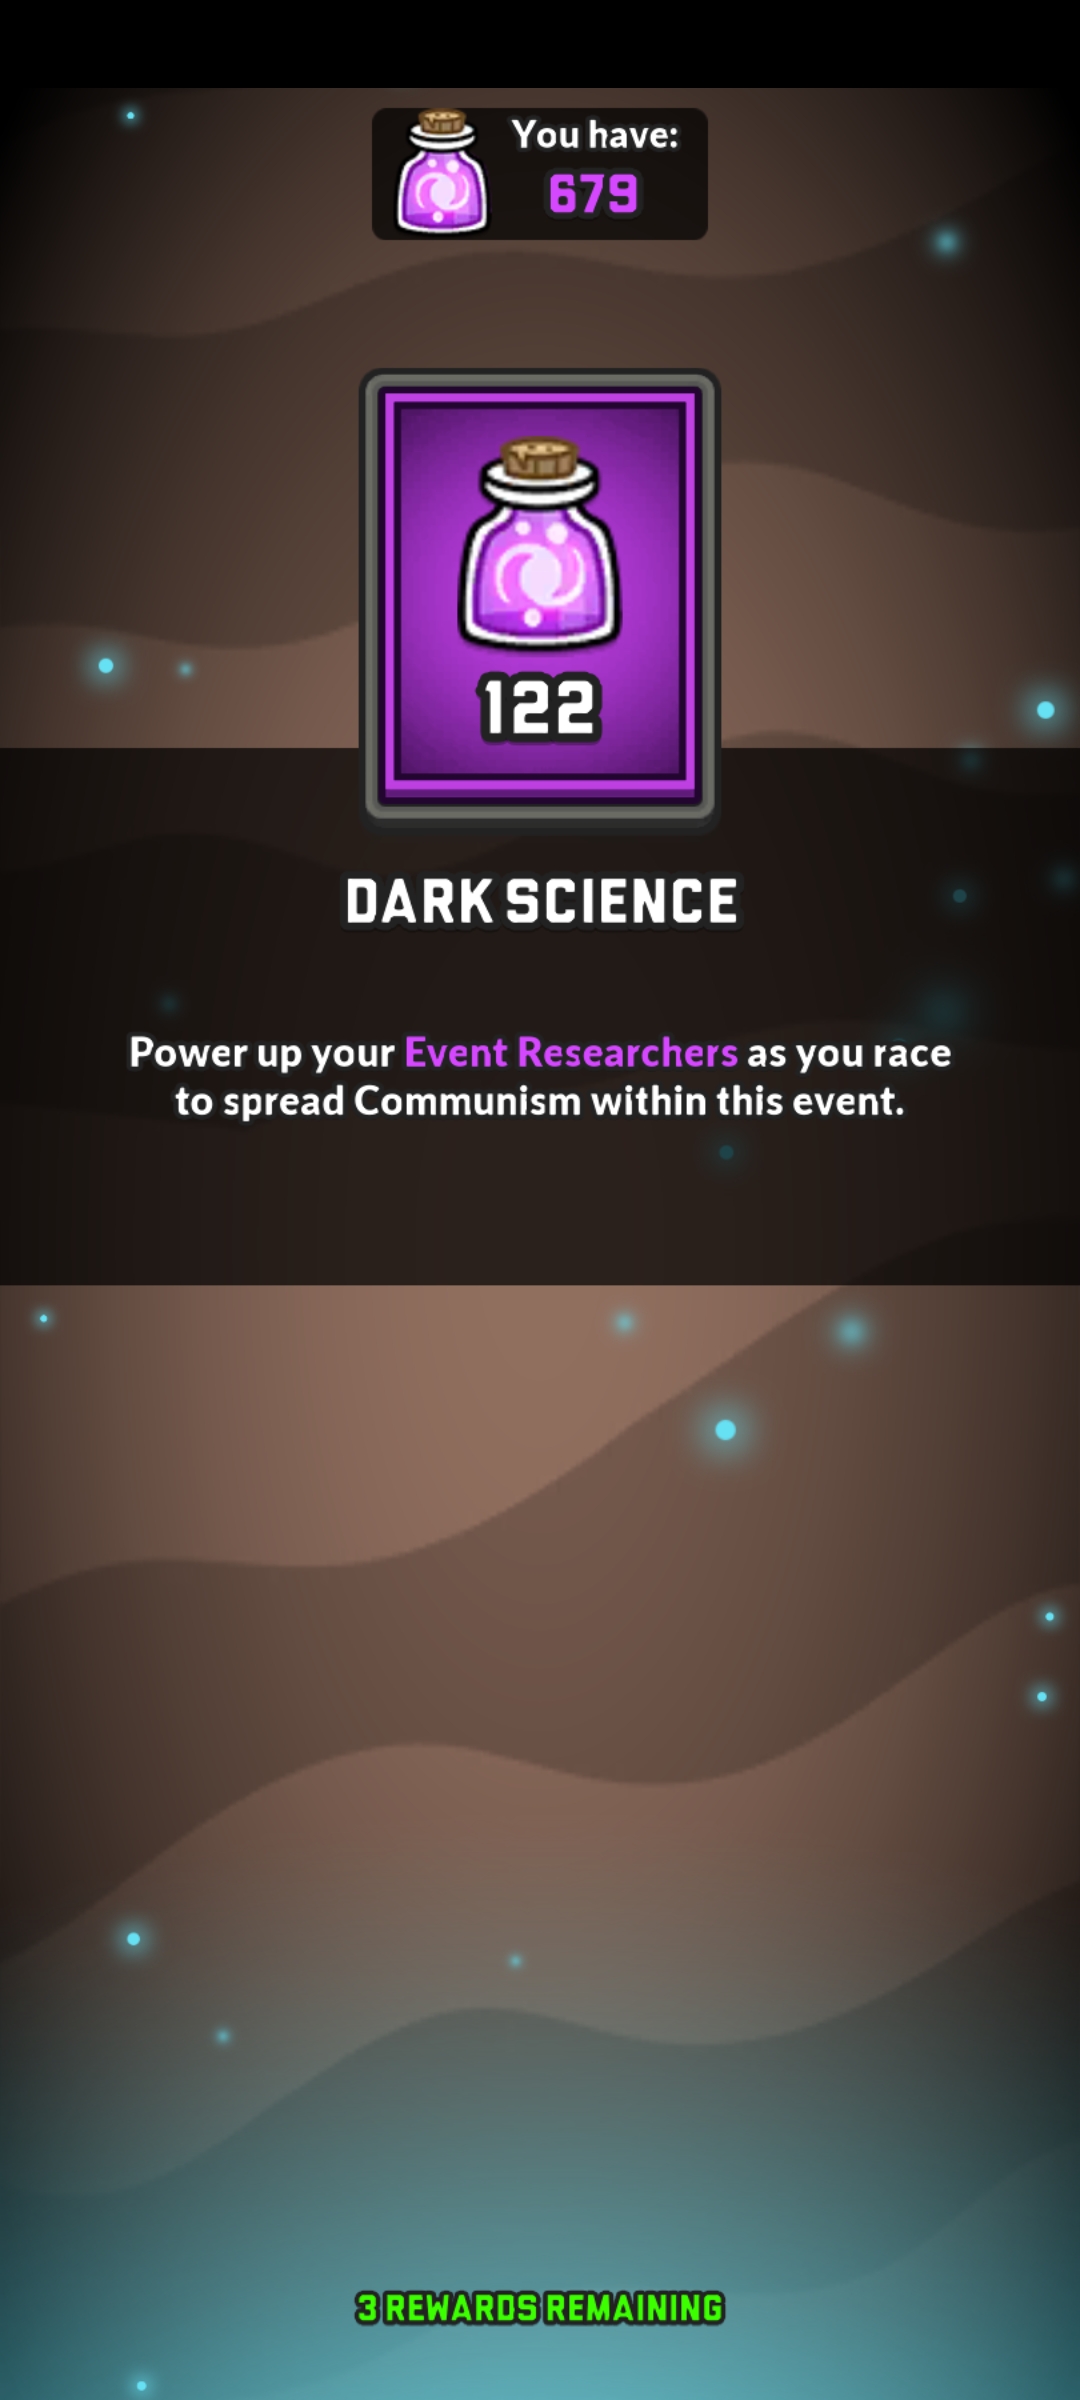 You have:
679
122
DARK SCIENCE
Power up your Event Researchers as you race
to spread Communism within this event.
3 REWARDS REMAINING